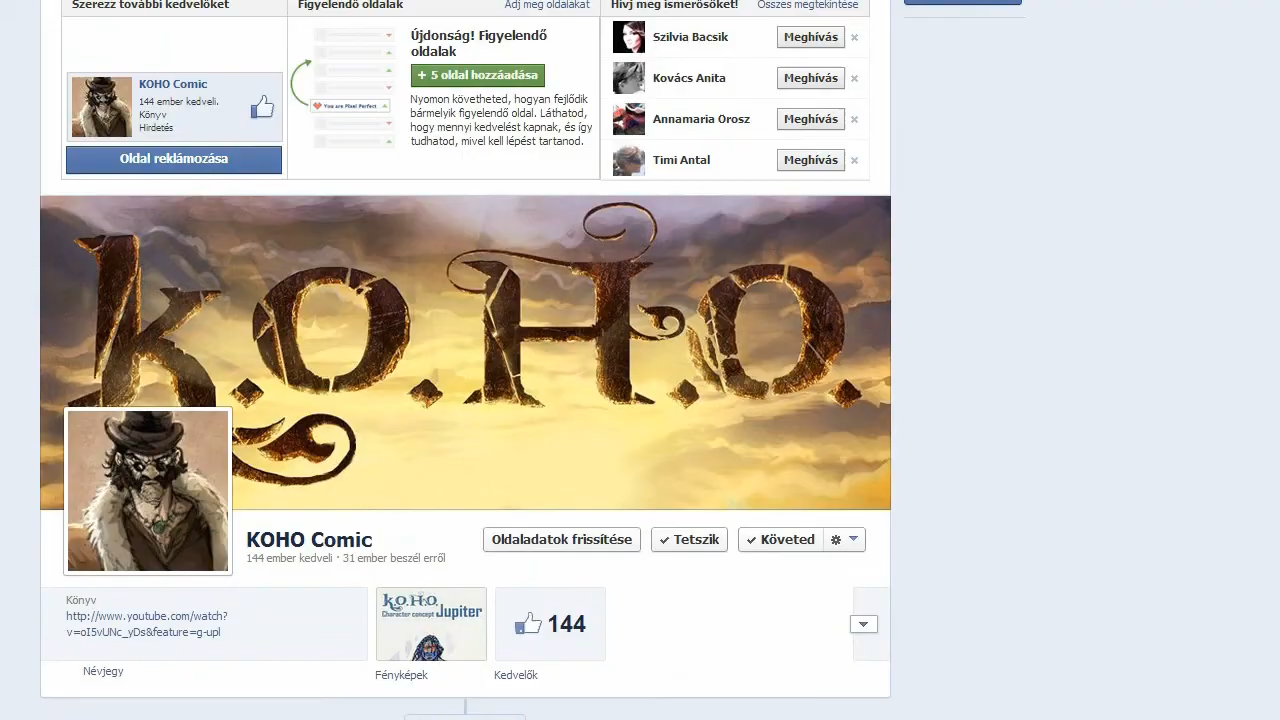 Szerezz további kedvelőket
Figyelendő oldalak
Adj meg oldalakat
Hívj meg ismerősöket!
Összes megtekintése
KOHO Comic
144 ember kedveli.
Könyv
Hirdetés
Oldal reklámozása
You are Pixel Perfect
Újdonság! Figyelendő
oldalak
+ 5 oldal hozzáadása
Nyomon követheted, hogyan fejlődik
bármelyik figyelendő oldal. Láthatod,
hogy mennyi kedvelést kapnak, és így
tudhatod, mivel kell lépést tartanod.
Szilvia Bacsik
Meghívás
Kovács Anita
Meghívás
Annamaria Orosz
Meghívás
Timi Antal
Meghívás
K.O.H.O.
KOHO Comic
144 ember kedveli · 31 ember beszél erről
Oldaladatok frissítése
Tetszik
Követed
Könyv
http://www.youtube.com/watch?
v=oI5vUNc_yDs&feature=g-upl
Névjegy
K.O.H.O.
Character concept Jupiter
Fényképek
144
Kedvelők